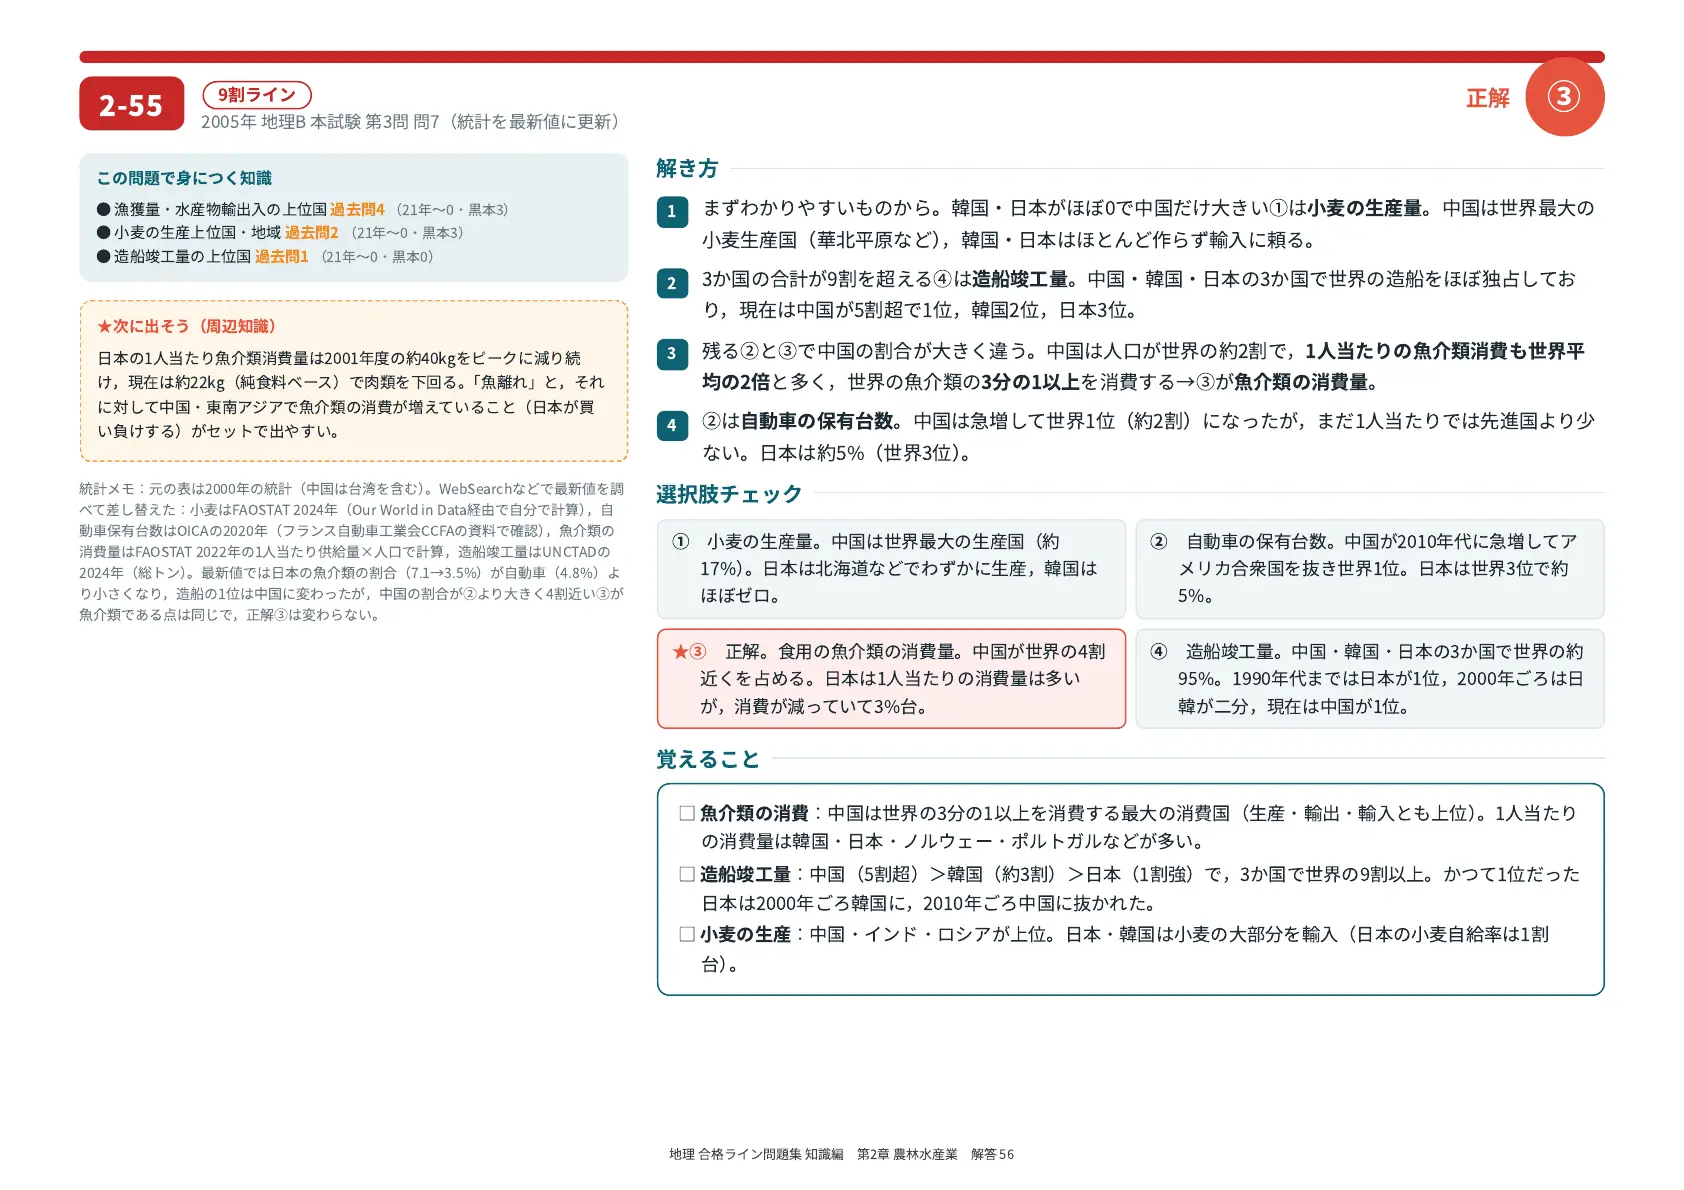 2-55
9割ライン
2005年 地理B 本試験 第3問 問7（統計を最新値に更新）
正解 ③
この問題で身につく知識
● 漁獲量・水産物輸出入の上位国 過去問4 （21年〜0・黒本3）
● 小麦の生産上位国・地域 過去問2 （21年〜0・黒本3）
● 造船竣工量の上位国 過去問1 （21年〜0・黒本0）
★次に出そう（周辺知識）
日本の1人当たり魚介類消費量は2001年度の約40kgをピークに減り続
け，現在は約22kg（純食料ベース）で肉類を下回る。「魚離れ」と，それ
に対して中国・東南アジアで魚介類の消費が増えていること（日本が買
い負けする）がセットで出やすい。
統計メモ：元の表は2000年の統計（中国は台湾を含む）。WebSearchなどで最新値を調
べて差し替えた：小麦はFAOSTAT 2024年（Our World in Data経由で自分で計算），自
動車保有台数はOICAの2020年（フランス自動車工業会CCFAの資料で確認），魚介類の
消費量はFAOSTAT 2022年の1人当たり供給量×人口で計算，造船竣工量はUNCTADの
2024年（総トン）。最新値では日本の魚介類の割合（7.1→3.5%）が自動車（4.8%）よ
り小さくなり，造船の1位は中国に変わったが，中国の割合が②より大きく4割近い③が
魚介類である点は同じで，正解③は変わらない。
解き方
1 まずわかりやすいものから。韓国・日本がほぼ0で中国だけ大きい①は小麦の生産量。中国は世界最大の
小麦生産国（華北平原など），韓国・日本はほとんど作らず輸入に頼る。
2 3か国の合計が9割を超える④は造船竣工量。中国・韓国・日本の3か国で世界の造船をほぼ独占してお
り，現在は中国が5割超で1位，韓国2位，日本3位。
3 残る②と③で中国の割合が大きく違う。中国は人口が世界の約2割で，1人当たりの魚介類消費も世界平
均の2倍と多く，世界の魚介類の3分の1以上を消費する→③が魚介類の消費量。
4 ②は自動車の保有台数。中国は急増して世界1位（約2割）になったが，まだ1人当たりでは先進国より少
ない。日本は約5%（世界3位）。
選択肢チェック
① 小麦の生産量。中国は世界最大の生産国（約
17%）。日本は北海道などでわずかに生産，韓国は
ほぼゼロ。
② 自動車の保有台数。中国が2010年代に急増してア
メリカ合衆国を抜き世界1位。日本は世界3位で約
5%。
★③ 正解。食用の魚介類の消費量。中国が世界の4割
近くを占める。日本は1人当たりの消費量は多い
が，消費が減っていて3%台。
④ 造船竣工量。中国・韓国・日本の3か国で世界の約
95%。1990年代までは日本が1位，2000年ごろは日
韓が二分，現在は中国が1位。
覚えること
□ 魚介類の消費：中国は世界の3分の1以上を消費する最大の消費国（生産・輸出・輸入とも上位）。1人当たり
の消費量は韓国・日本・ノルウェー・ポルトガルなどが多い。
□ 造船竣工量：中国（5割超）＞韓国（約3割）＞日本（1割強）で，3か国で世界の9割以上。かつて1位だった
日本は2000年ごろ韓国に，2010年ごろ中国に抜かれた。
□ 小麦の生産：中国・インド・ロシアが上位。日本・韓国は小麦の大部分を輸入（日本の小麦自給率は1割
台）。
地理 合格ライン問題集 知識編 第2章 農林水産業 解答 56